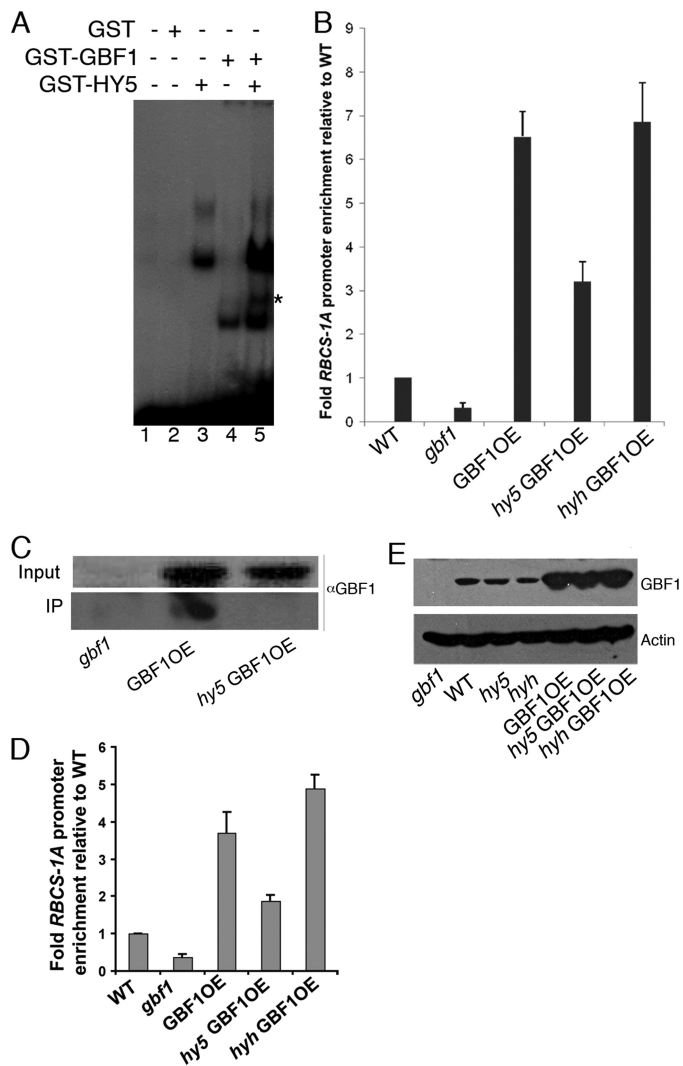 A
GST - + - - -
GST-GBF1 - - - + +
GST-HY5 - - + - +
*
1 2 3 4 5
B
Fold RBCS-1A promoter enrichment relative to WT
9
8
7
6
5
4
3
2
1
0
WT
gbf1
GBF1OE
hy5 GBF1OE
hyh GBF1OE
C
Input
IP
αGBF1
gbf1
GBF1OE
hy5 GBF1OE
E
GBF1
Actin
gbf1
WT
hy5
hyh
GBF1OE
hy5 GBF1OE
hyh GBF1OE
D
Fold RBCS-1A promoter
enrichment relative to WT
6
5
4
3
2
1
0
WT
gbf1
GBF1OE
hy5 GBF1OE
hyh GBF1OE